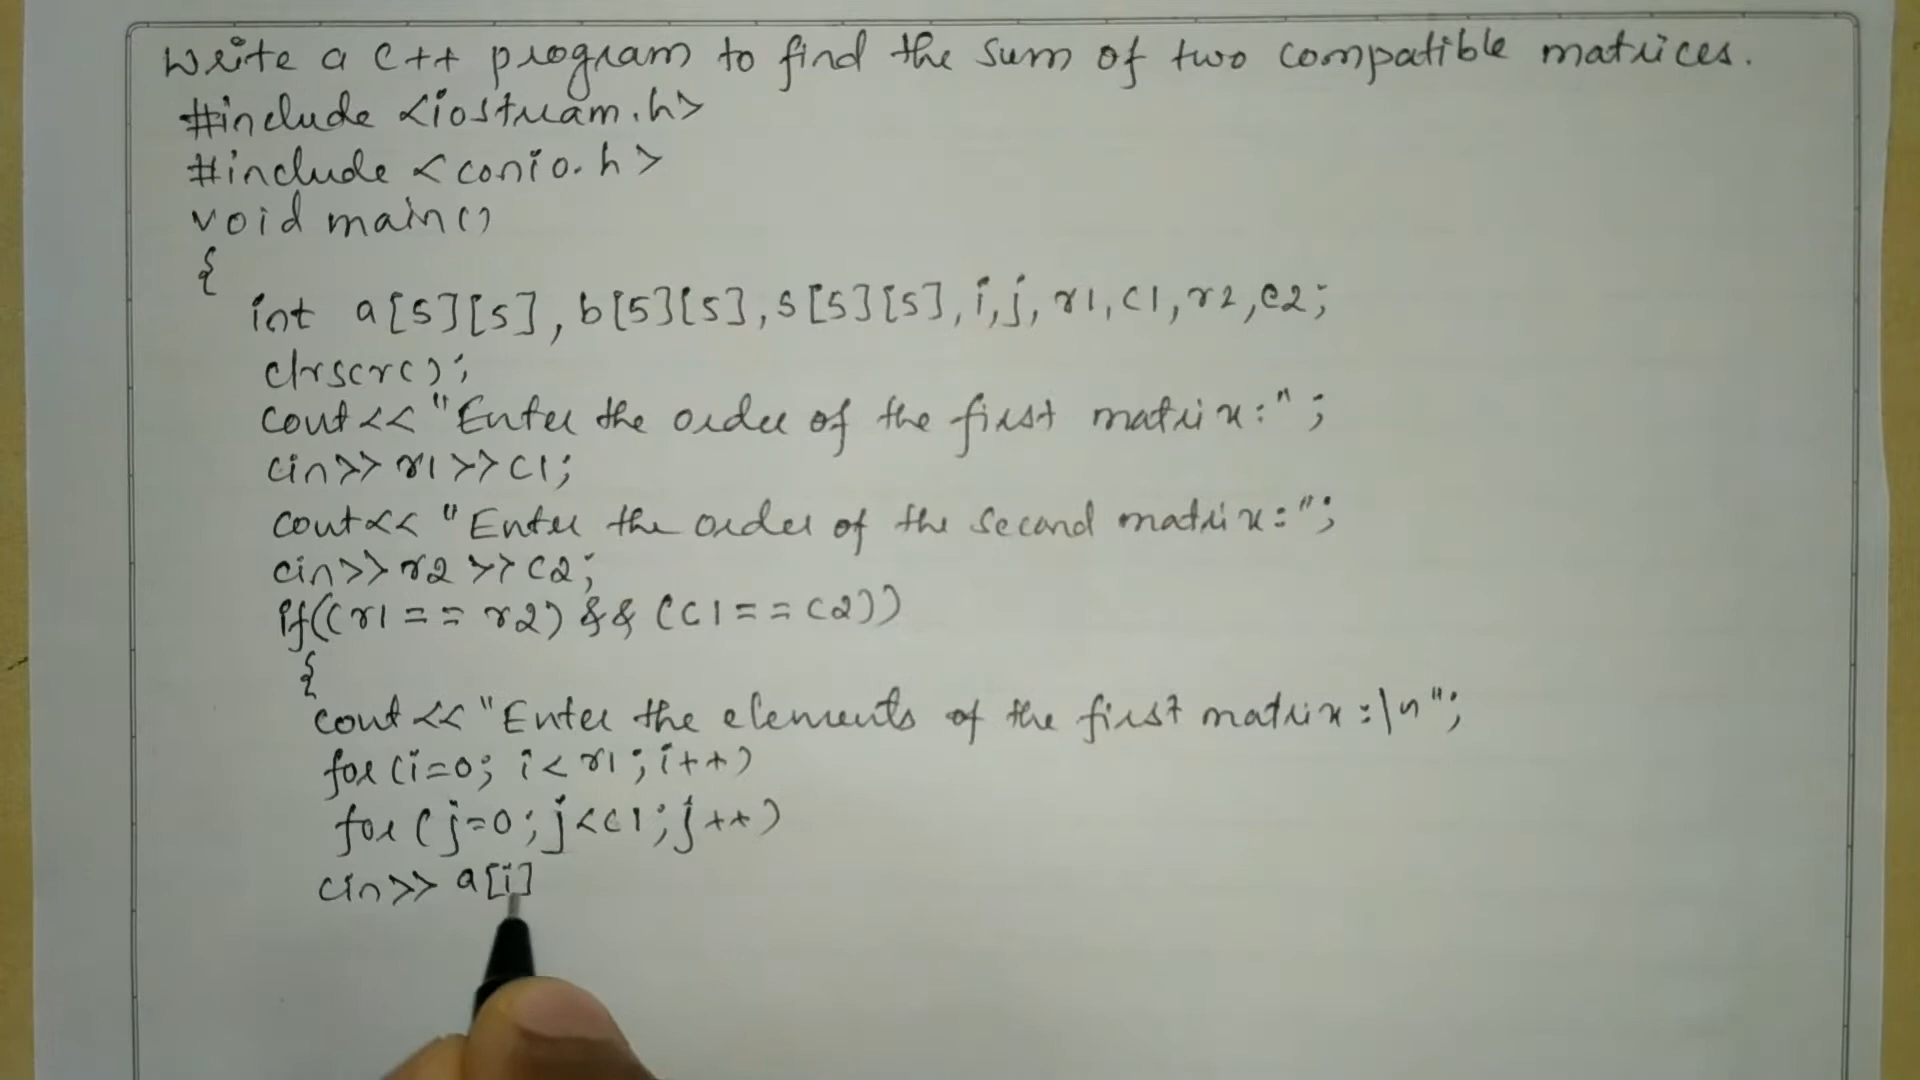 Write a C++ program to find the sum of two compatible matrices.
#include <iostream.h>
#include <conio.h>
void main()
{
int a[5][5], b[5][5], s[5][5], i, j, r1, c1, r2, c2;
clrscr();
cout<< "Enter the order of the first matrix:";
cin>> r1>>c1;
cout<< "Enter the order of the second matrix:";
cin>> r2 >> c2;
if((r1 == r2) && (c1 == c2))
{
cout << "Enter the elements of the first matrix:\n";
for(i=0; i<r1; i++)
for(j=0; j<c1; j++)
cin>> a[i]